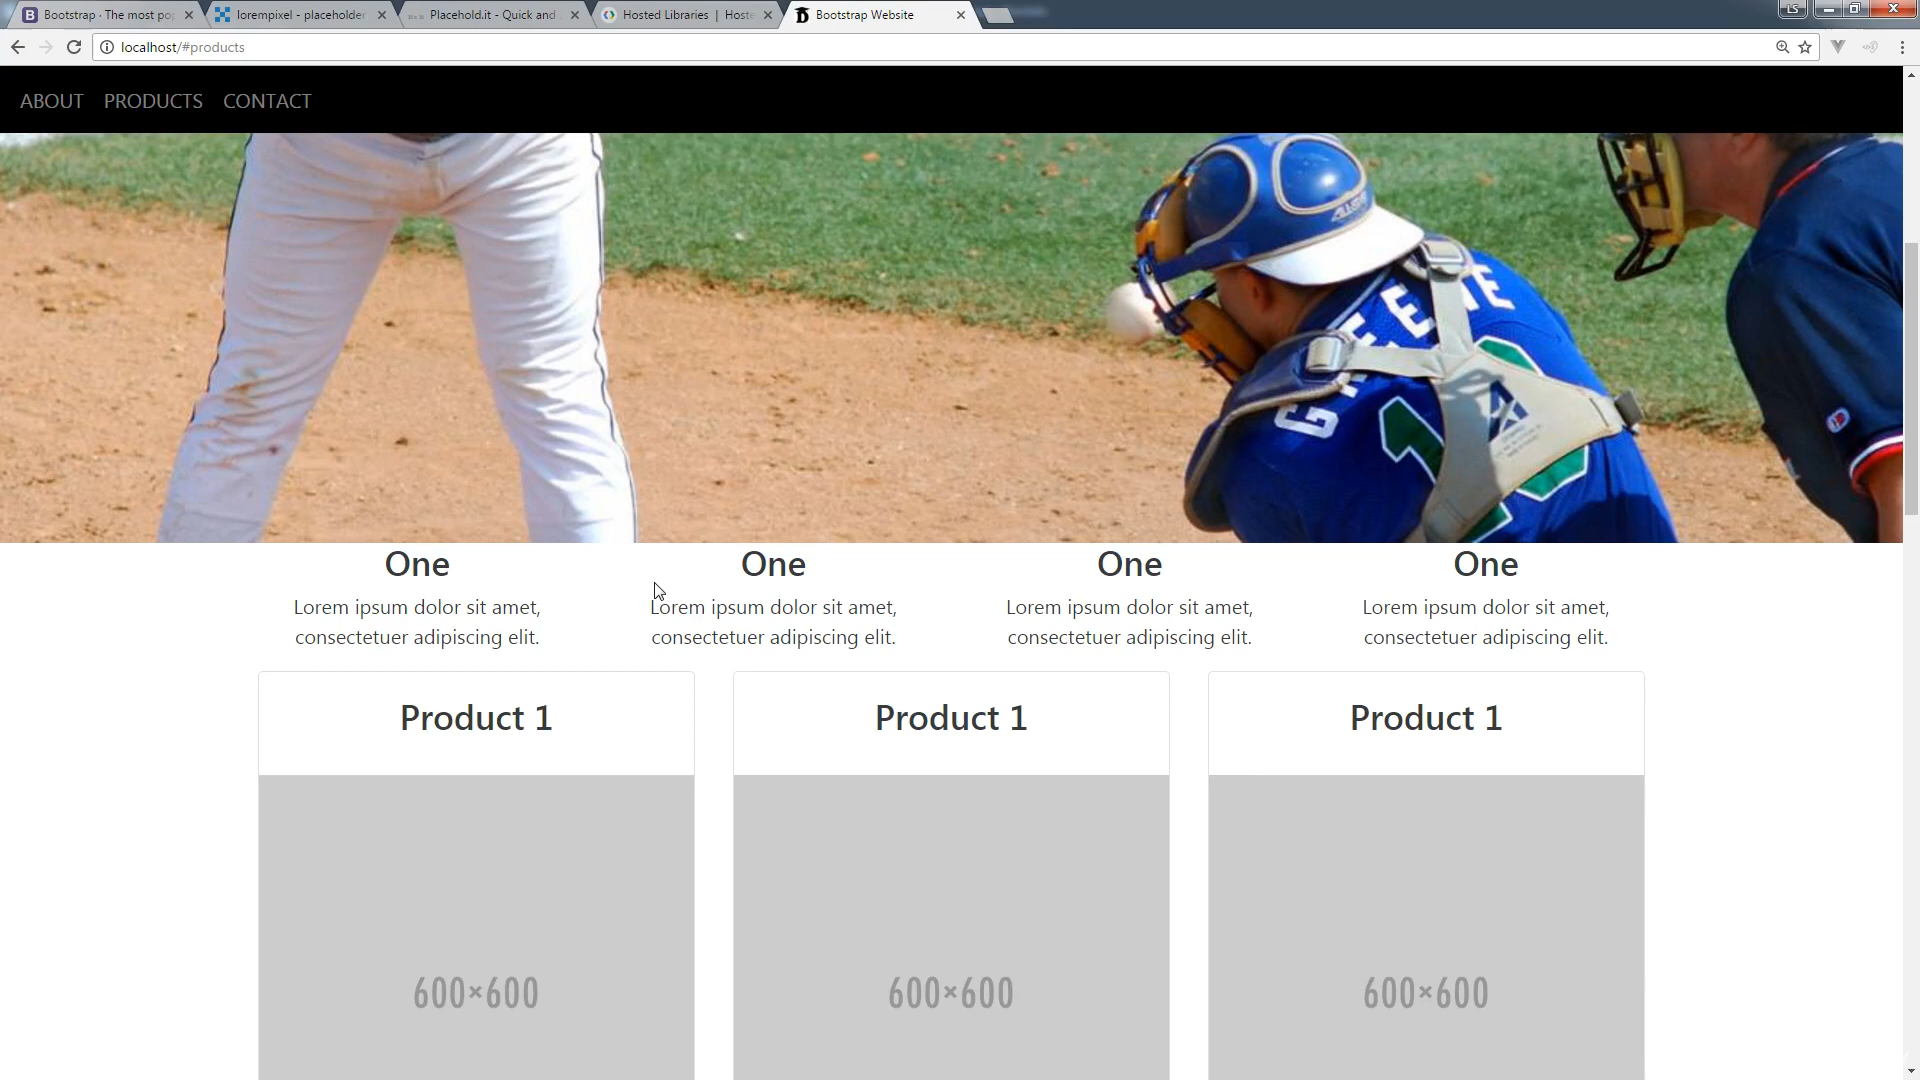 Bootstrap · The most po
lorempixel - placeholder
Placehold.it - Quick and
Hosted Libraries | Hoste
Bootstrap Website
LS
localhost/#products
ABOUT PRODUCTS CONTACT
GREENE
One One One One
Lorem ipsum dolor sit amet, Lorem ipsum dolor sit amet, Lorem ipsum dolor sit amet, Lorem ipsum dolor sit amet,
consectetuer adipiscing elit. consectetuer adipiscing elit. consectetuer adipiscing elit. consectetuer adipiscing elit.
Product 1 Product 1 Product 1
600×600 600×600 600×600